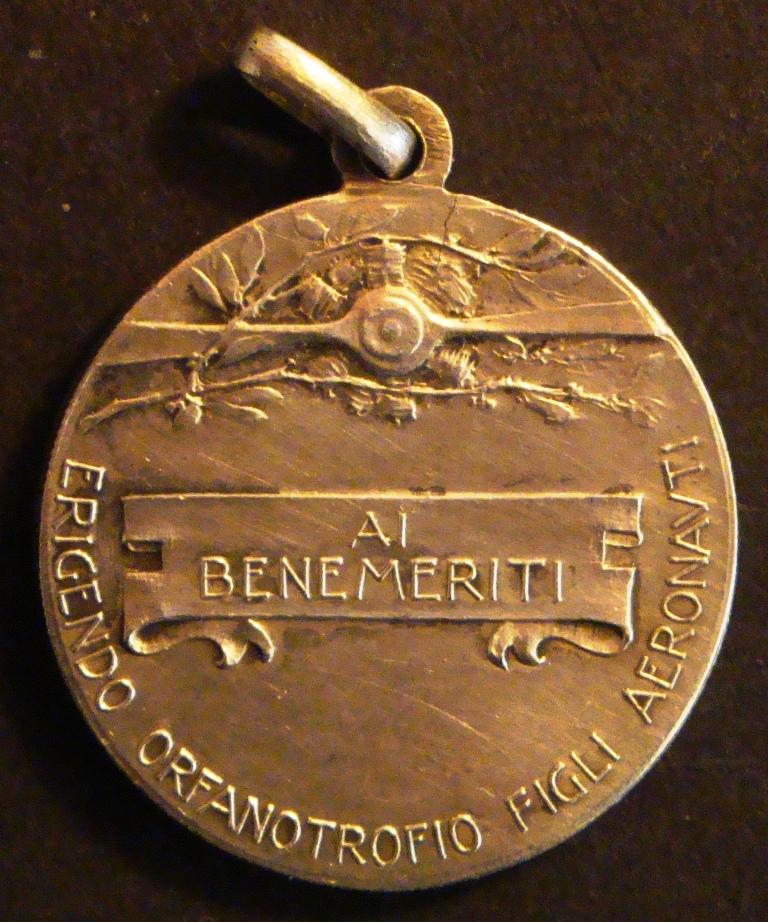 AI
BENEMERITI
ERIGENDO ORFANOTROFIO FIGLI AERONAVTI